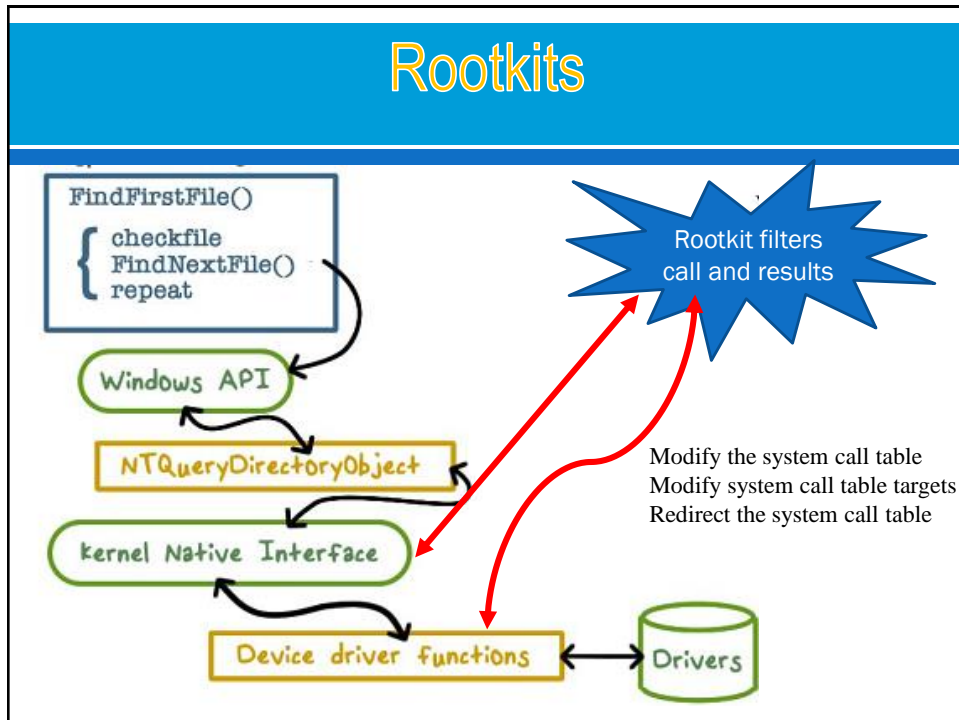 Rootkits
FindFirstFile()
{ checkfile
FindNextFile()
repeat
Rootkit filters
call and results
Windows API
NTQueryDirectoryObject
Modify the system call table
Modify system call table targets
Redirect the system call table
Kernel Native Interface
Device driver functions
Drivers